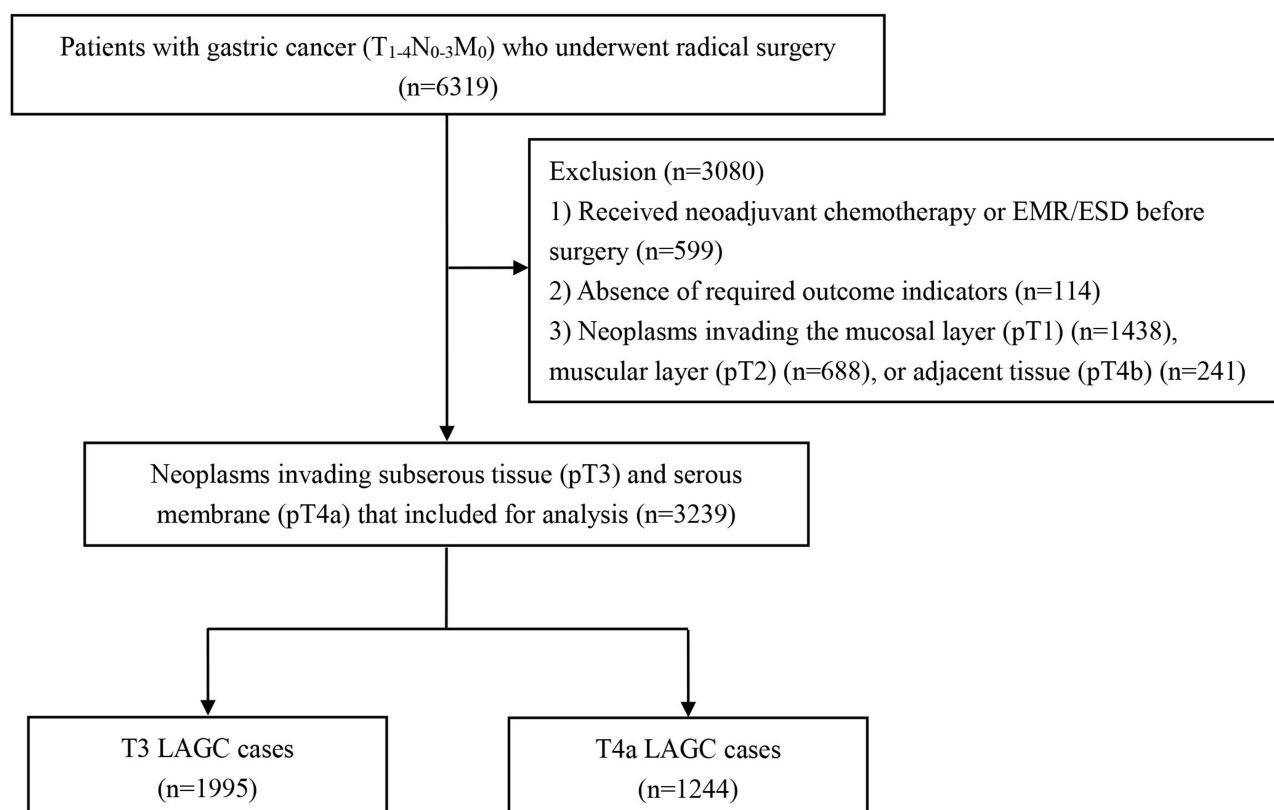 Patients with gastric cancer (T₁₋₄N₀₋₃M₀) who underwent radical surgery
(n=6319)
Exclusion (n=3080)
1) Received neoadjuvant chemotherapy or EMR/ESD before
surgery (n=599)
2) Absence of required outcome indicators (n=114)
3) Neoplasms invading the mucosal layer (pT1) (n=1438),
muscular layer (pT2) (n=688), or adjacent tissue (pT4b) (n=241)
Neoplasms invading subserous tissue (pT3) and serous
membrane (pT4a) that included for analysis (n=3239)
T3 LAGC cases
(n=1995)
T4a LAGC cases
(n=1244)